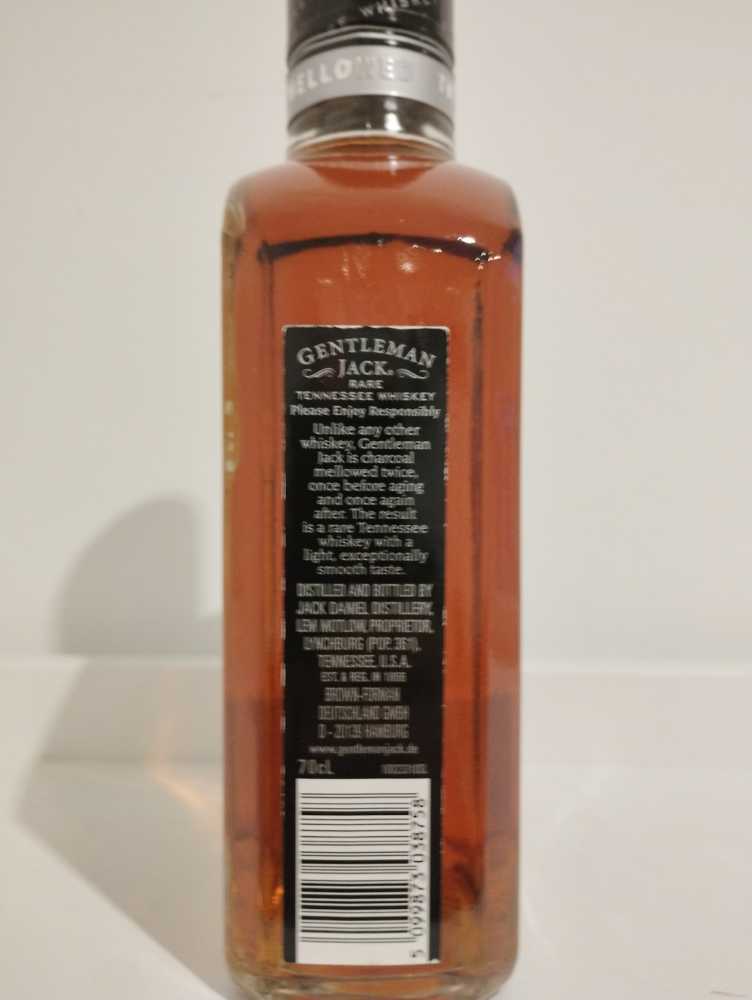 WHISKEY
MELLOWED
GENTLEMAN
JACK®
RARE
TENNESSEE WHISKEY
Please Enjoy Responsibly
Unlike any other
whiskey, Gentleman
Jack is charcoal
mellowed twice,
once before aging
and once again
after. The result
is a rare Tennessee
whiskey with a
light, exceptionally
smooth taste.
DISTILLED AND BOTTLED BY
JACK DANIEL DISTILLERY,
LEM MOTLOW, PROPRIETOR,
LYNCHBURG (POP. 361),
TENNESSEE, U.S.A.
EST. & REG. IN 1866
BROWN-FORMAN
DEUTSCHLAND GMBH
D - 20139 HAMBURG
www.gentlemanjack.de
70cL
5 099873 038758